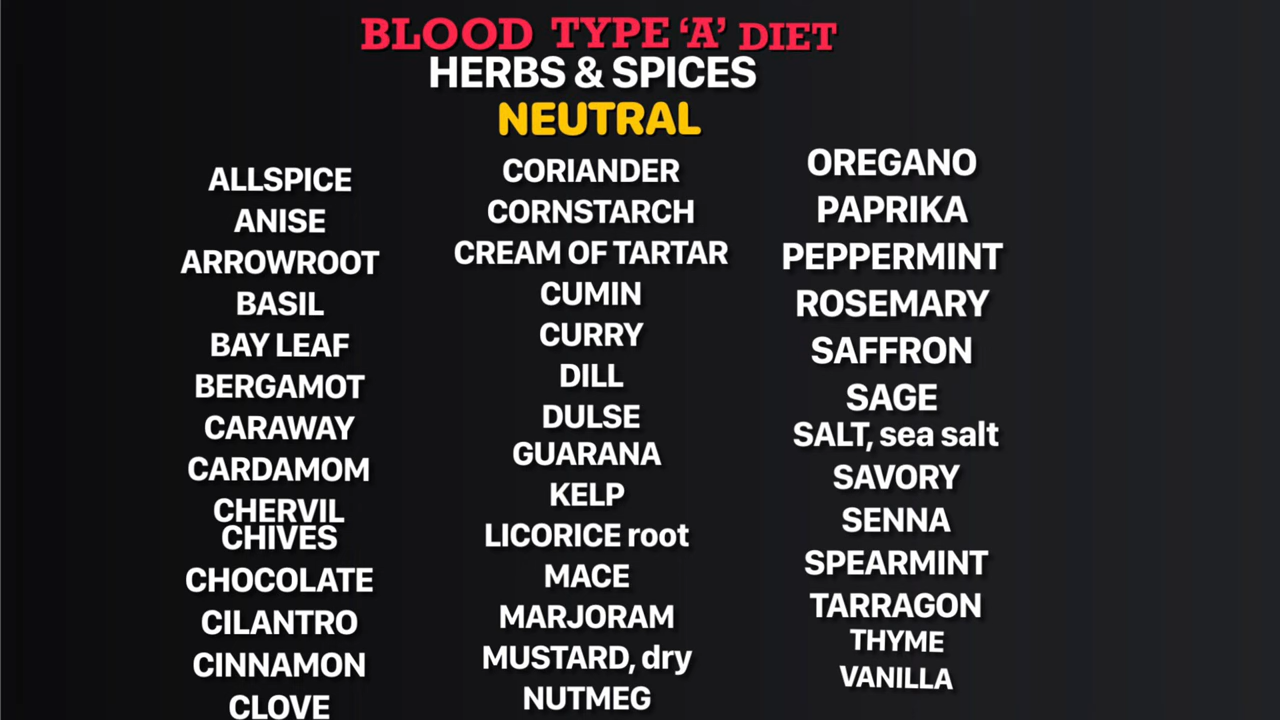 BLOOD TYPE ‘A’ DIET
HERBS & SPICES
NEUTRAL
ALLSPICE
ANISE
ARROWROOT
BASIL
BAY LEAF
BERGAMOT
CARAWAY
CARDAMOM
CHERVIL
CHIVES
CHOCOLATE
CILANTRO
CINNAMON
CLOVE
CORIANDER
CORNSTARCH
CREAM OF TARTAR
CUMIN
CURRY
DILL
DULSE
GUARANA
KELP
LICORICE root
MACE
MARJORAM
MUSTARD, dry
NUTMEG
OREGANO
PAPRIKA
PEPPERMINT
ROSEMARY
SAFFRON
SAGE
SALT, sea salt
SAVORY
SENNA
SPEARMINT
TARRAGON
THYME
VANILLA